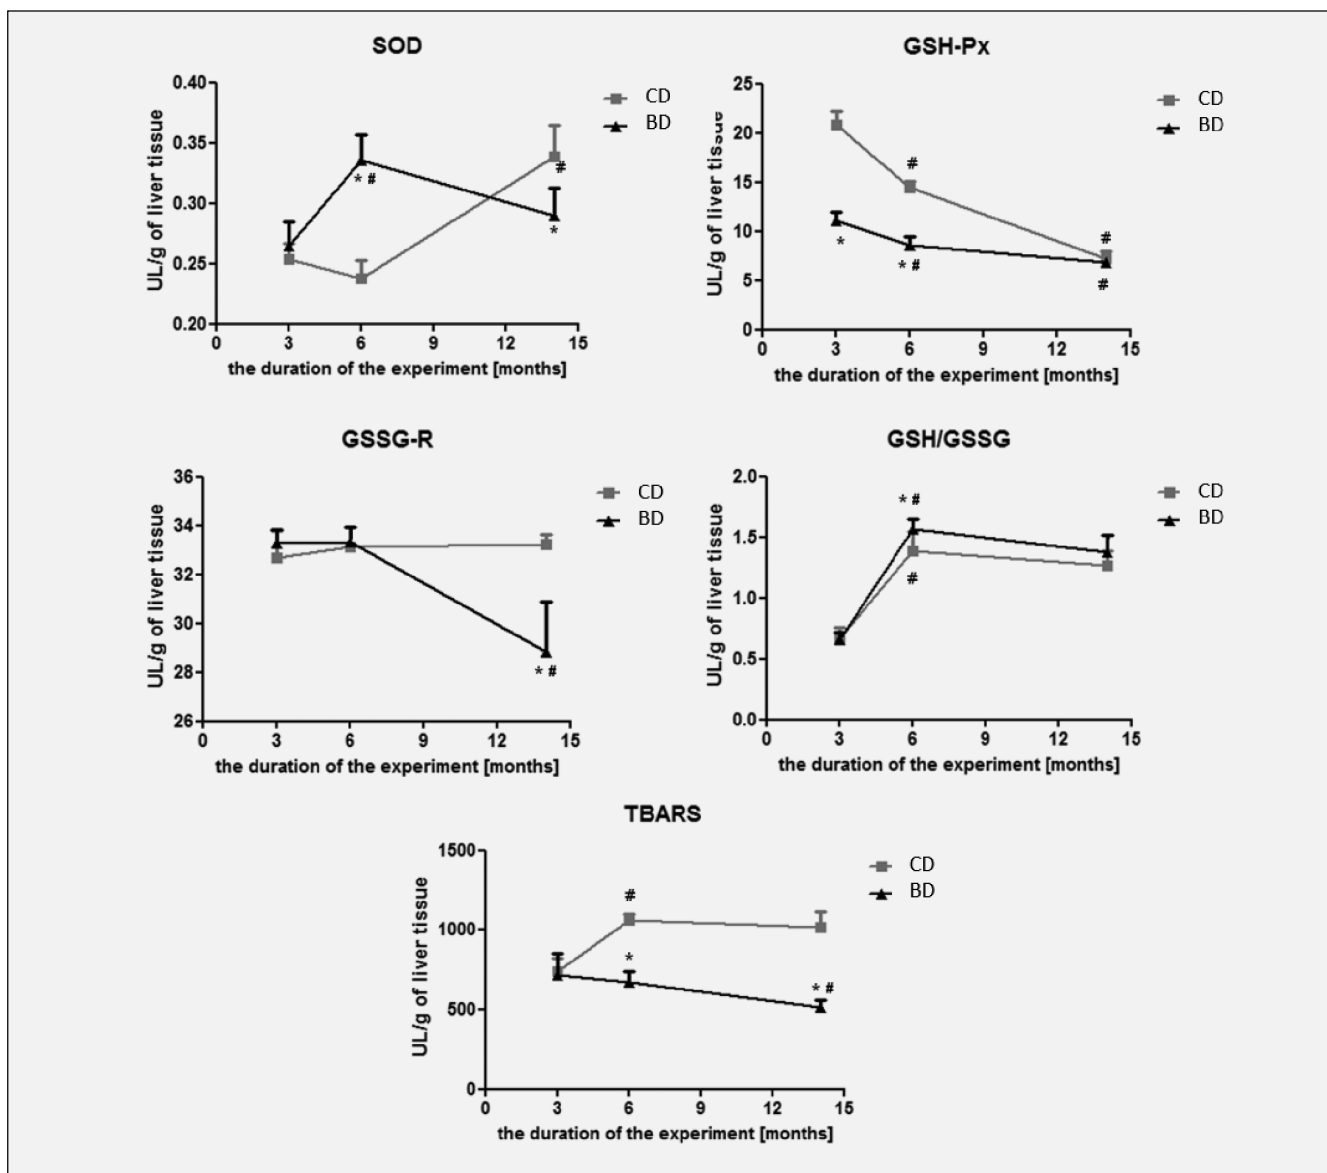 SOD
0.40
0.35
0.30
0.25
0.20
UL/g of liver tissue
0 3 6 9 12 15
the duration of the experiment [months]
CD
BD
* #
#
*
GSH-Px
25
20
15
10
5
0
UL/g of liver tissue
0 3 6 9 12 15
the duration of the experiment [months]
CD
BD
#
#
*
* #
#
GSSG-R
36
34
32
30
28
26
UL/g of liver tissue
0 3 6 9 12 15
the duration of the experiment [months]
CD
BD
* #
GSH/GSSG
2.0
1.5
1.0
0.5
0.0
UL/g of liver tissue
0 3 6 9 12 15
the duration of the experiment [months]
CD
BD
* #
#
TBARS
1500
1000
500
0
UL/g of liver tissue
0 3 6 9 12 15
the duration of the experiment [months]
CD
BD
#
*
* #